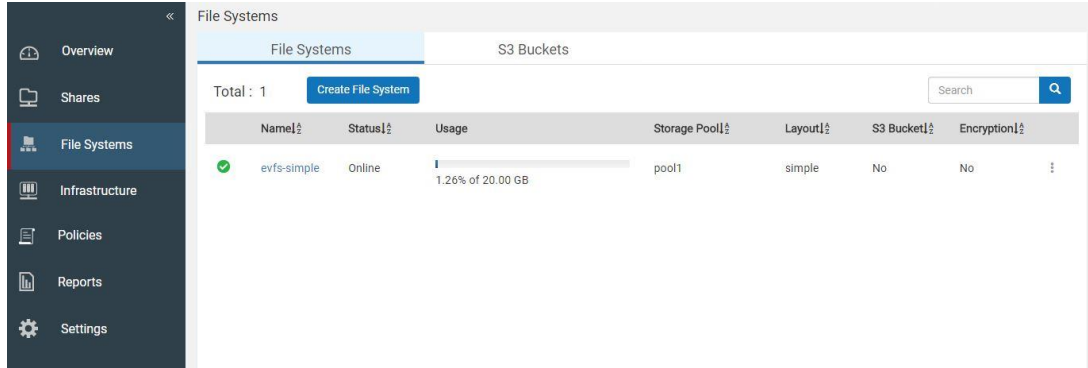 «
Overview
Shares
File Systems
Infrastructure
Policies
Reports
Settings
File Systems
File Systems S3 Buckets
Total : 1 Create File System Search
Name Status Usage Storage Pool Layout S3 Bucket Encryption
evfs-simple Online 1.26% of 20.00 GB pool1 simple No No